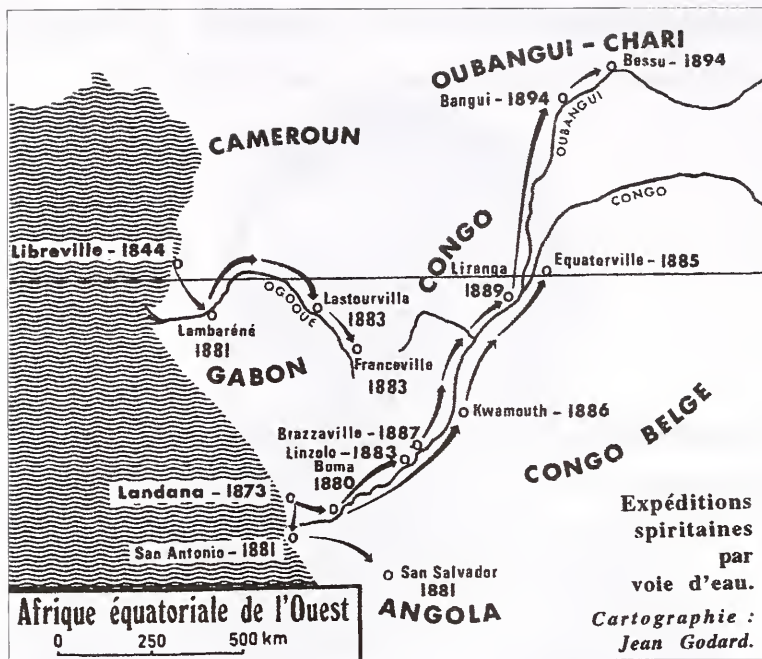 OUBANGUI - CHARI
Bessu - 1894
Bangui - 1894
OUBANGUI
CAMEROUN
CONGO
Libreville - 1844
CONGO
Equaterville - 1885
Liranga
1889
OGOOUÉ
Lastourvilla
1883
Lambaréné
1881
Franceville
1883
GABON
Kwamouth - 1886
Brazzaville - 1887
Linzolo - 1883
Boma
1880
CONGO BELGE
Landana - 1873
San Antonio - 1881
San Salvador
1881
ANGOLA
Expéditions
spiritaines
par
voie d'eau.
Cartographie :
Jean Godard.
Afrique équatoriale de l'Ouest
0 250 500 km